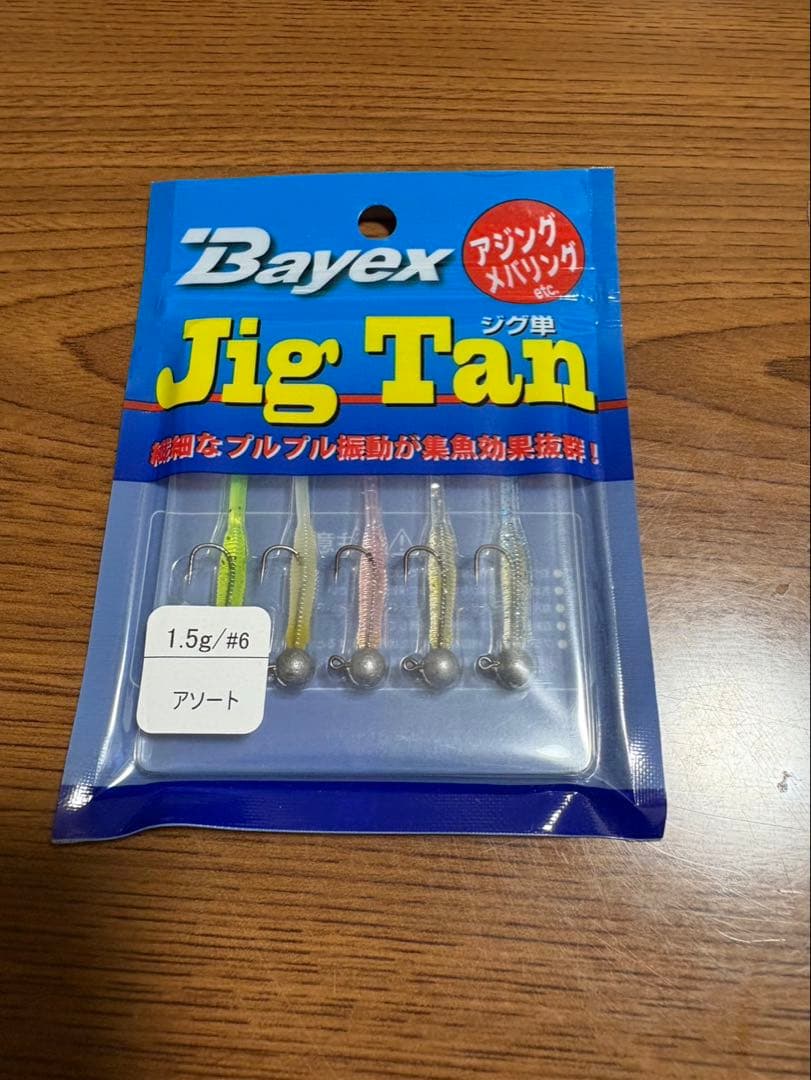 Bayex
アジング
メバリング
etc.
ジグ単
Jig Tan
繊細なプルプル振動が集魚効果抜群!
1.5g/#6
アソート